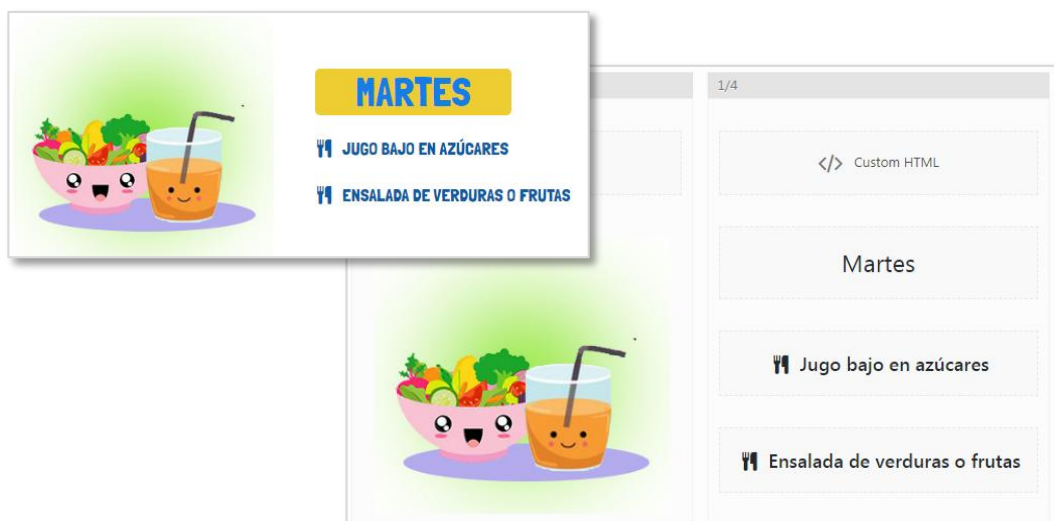 MARTES
JUGO BAJO EN AZÚCARES
ENSALADA DE VERDURAS O FRUTAS
1/4
</> Custom HTML
Martes
Jugo bajo en azúcares
Ensalada de verduras o frutas